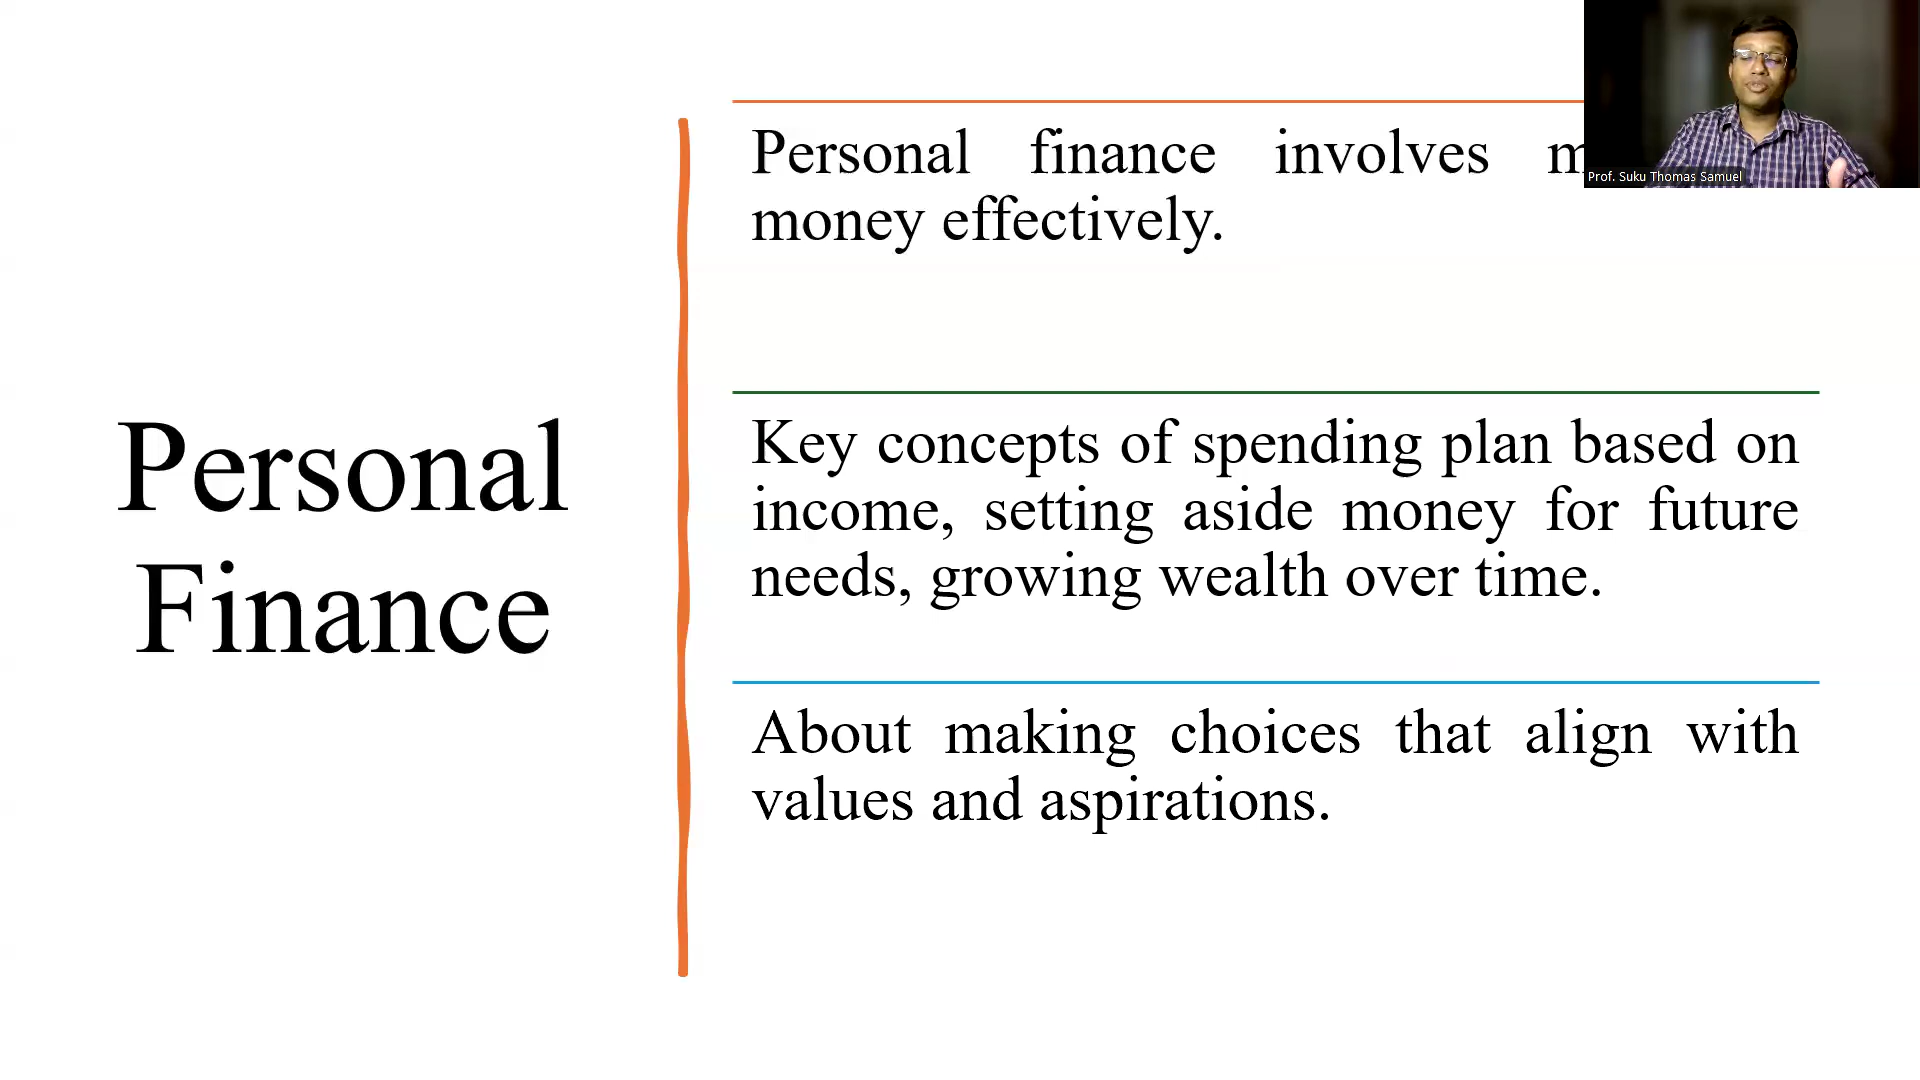 Personal
Finance
Personal finance involves
money effectively.
Key concepts of spending plan based on
income, setting aside money for future
needs, growing wealth over time.
About making choices that align with
values and aspirations.
Prof. Suku Thomas Samuel